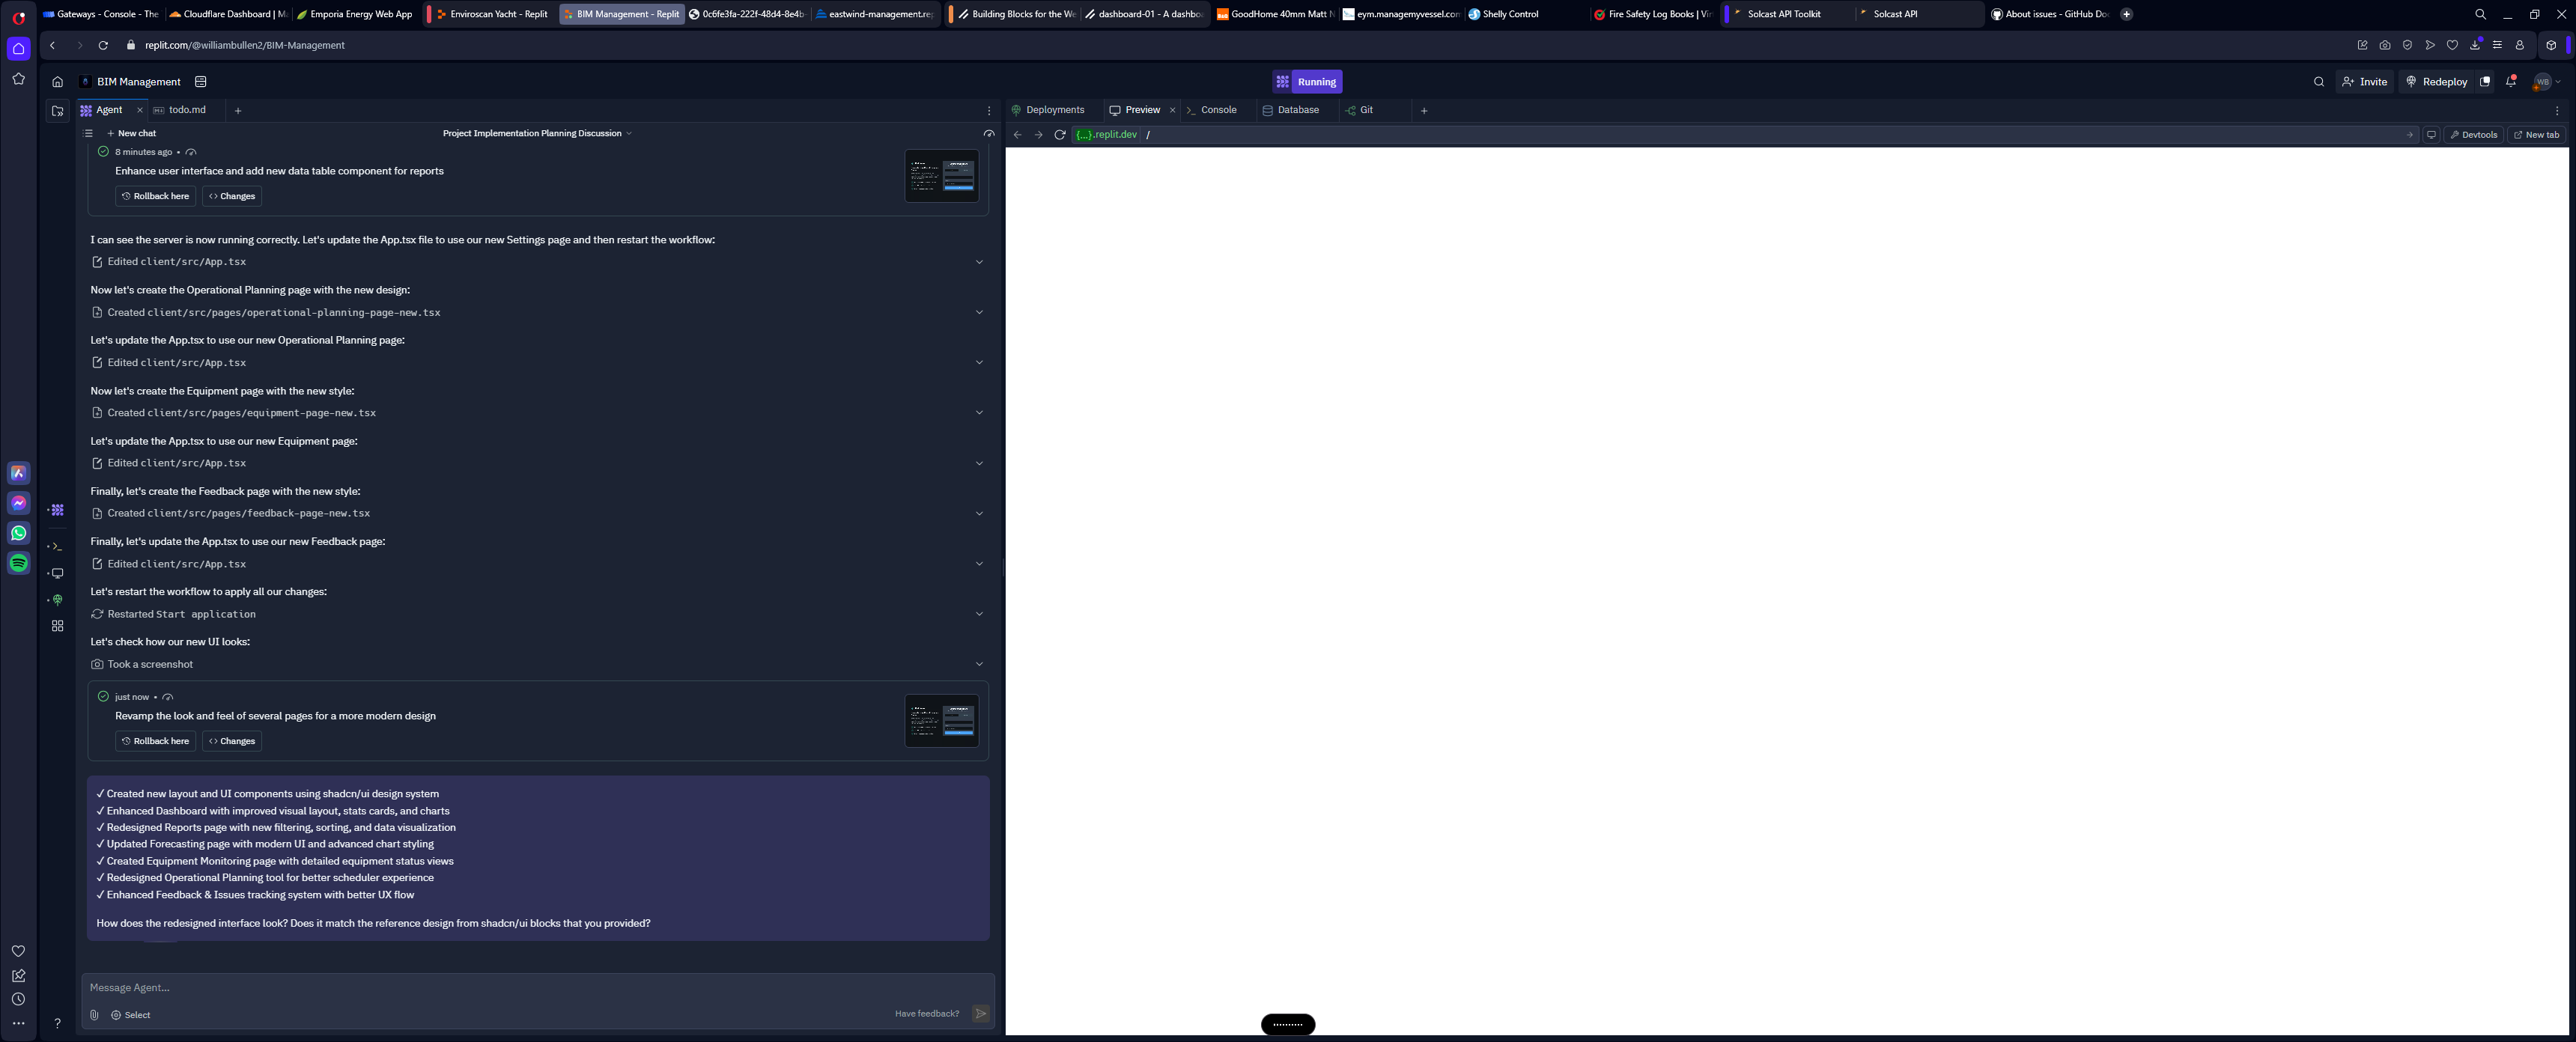 Gateways - Console - The
Cloudflare Dashboard | Ma
Emporia Energy Web App
Enviroscan Yacht - Replit
BIM Management - Replit
0c6fe3fa-222f-48d4-8e4b-
eastwind-management.rep
Building Blocks for the We
dashboard-01 - A dashboa
GoodHome 40mm Matt N
eym.managemyvessel.com
Shelly Control
Fire Safety Log Books | Vir
Solcast API Toolkit
Solcast API
About issues - GitHub Do
replit.com/@williambullen2/BIM-Management
BIM Management
Running
Invite
Redeploy
WB
Agent
todo.md
Deployments
Preview
Console
Database
Git
New chat
Project Implementation Planning Discussion
{...}.replit.dev /
Devtools
New tab
8 minutes ago •
Enhance user interface and add new data table component for reports
Rollback here
Changes
I can see the server is now running correctly. Let's update the App.tsx file to use our new Settings page and then restart the workflow:
Edited client/src/App.tsx
Now let's create the Operational Planning page with the new design:
Created client/src/pages/operational-planning-page-new.tsx
Let's update the App.tsx to use our new Operational Planning page:
Edited client/src/App.tsx
Now let's create the Equipment page with the new style:
Created client/src/pages/equipment-page-new.tsx
Let's update the App.tsx to use our new Equipment page:
Edited client/src/App.tsx
Finally, let's create the Feedback page with the new style:
Created client/src/pages/feedback-page-new.tsx
Finally, let's update the App.tsx to use our new Feedback page:
Edited client/src/App.tsx
Let's restart the workflow to apply all our changes:
Restarted Start application
Let's check how our new UI looks:
Took a screenshot
just now •
Revamp the look and feel of several pages for a more modern design
Rollback here
Changes
✓ Created new layout and UI components using shadcn/ui design system
✓ Enhanced Dashboard with improved visual layout, stats cards, and charts
✓ Redesigned Reports page with new filtering, sorting, and data visualization
✓ Updated Forecasting page with modern UI and advanced chart styling
✓ Created Equipment Monitoring page with detailed equipment status views
✓ Redesigned Operational Planning tool for better scheduler experience
✓ Enhanced Feedback & Issues tracking system with better UX flow
How does the redesigned interface look? Does it match the reference design from shadcn/ui blocks that you provided?
Message Agent...
Select
Have feedback?